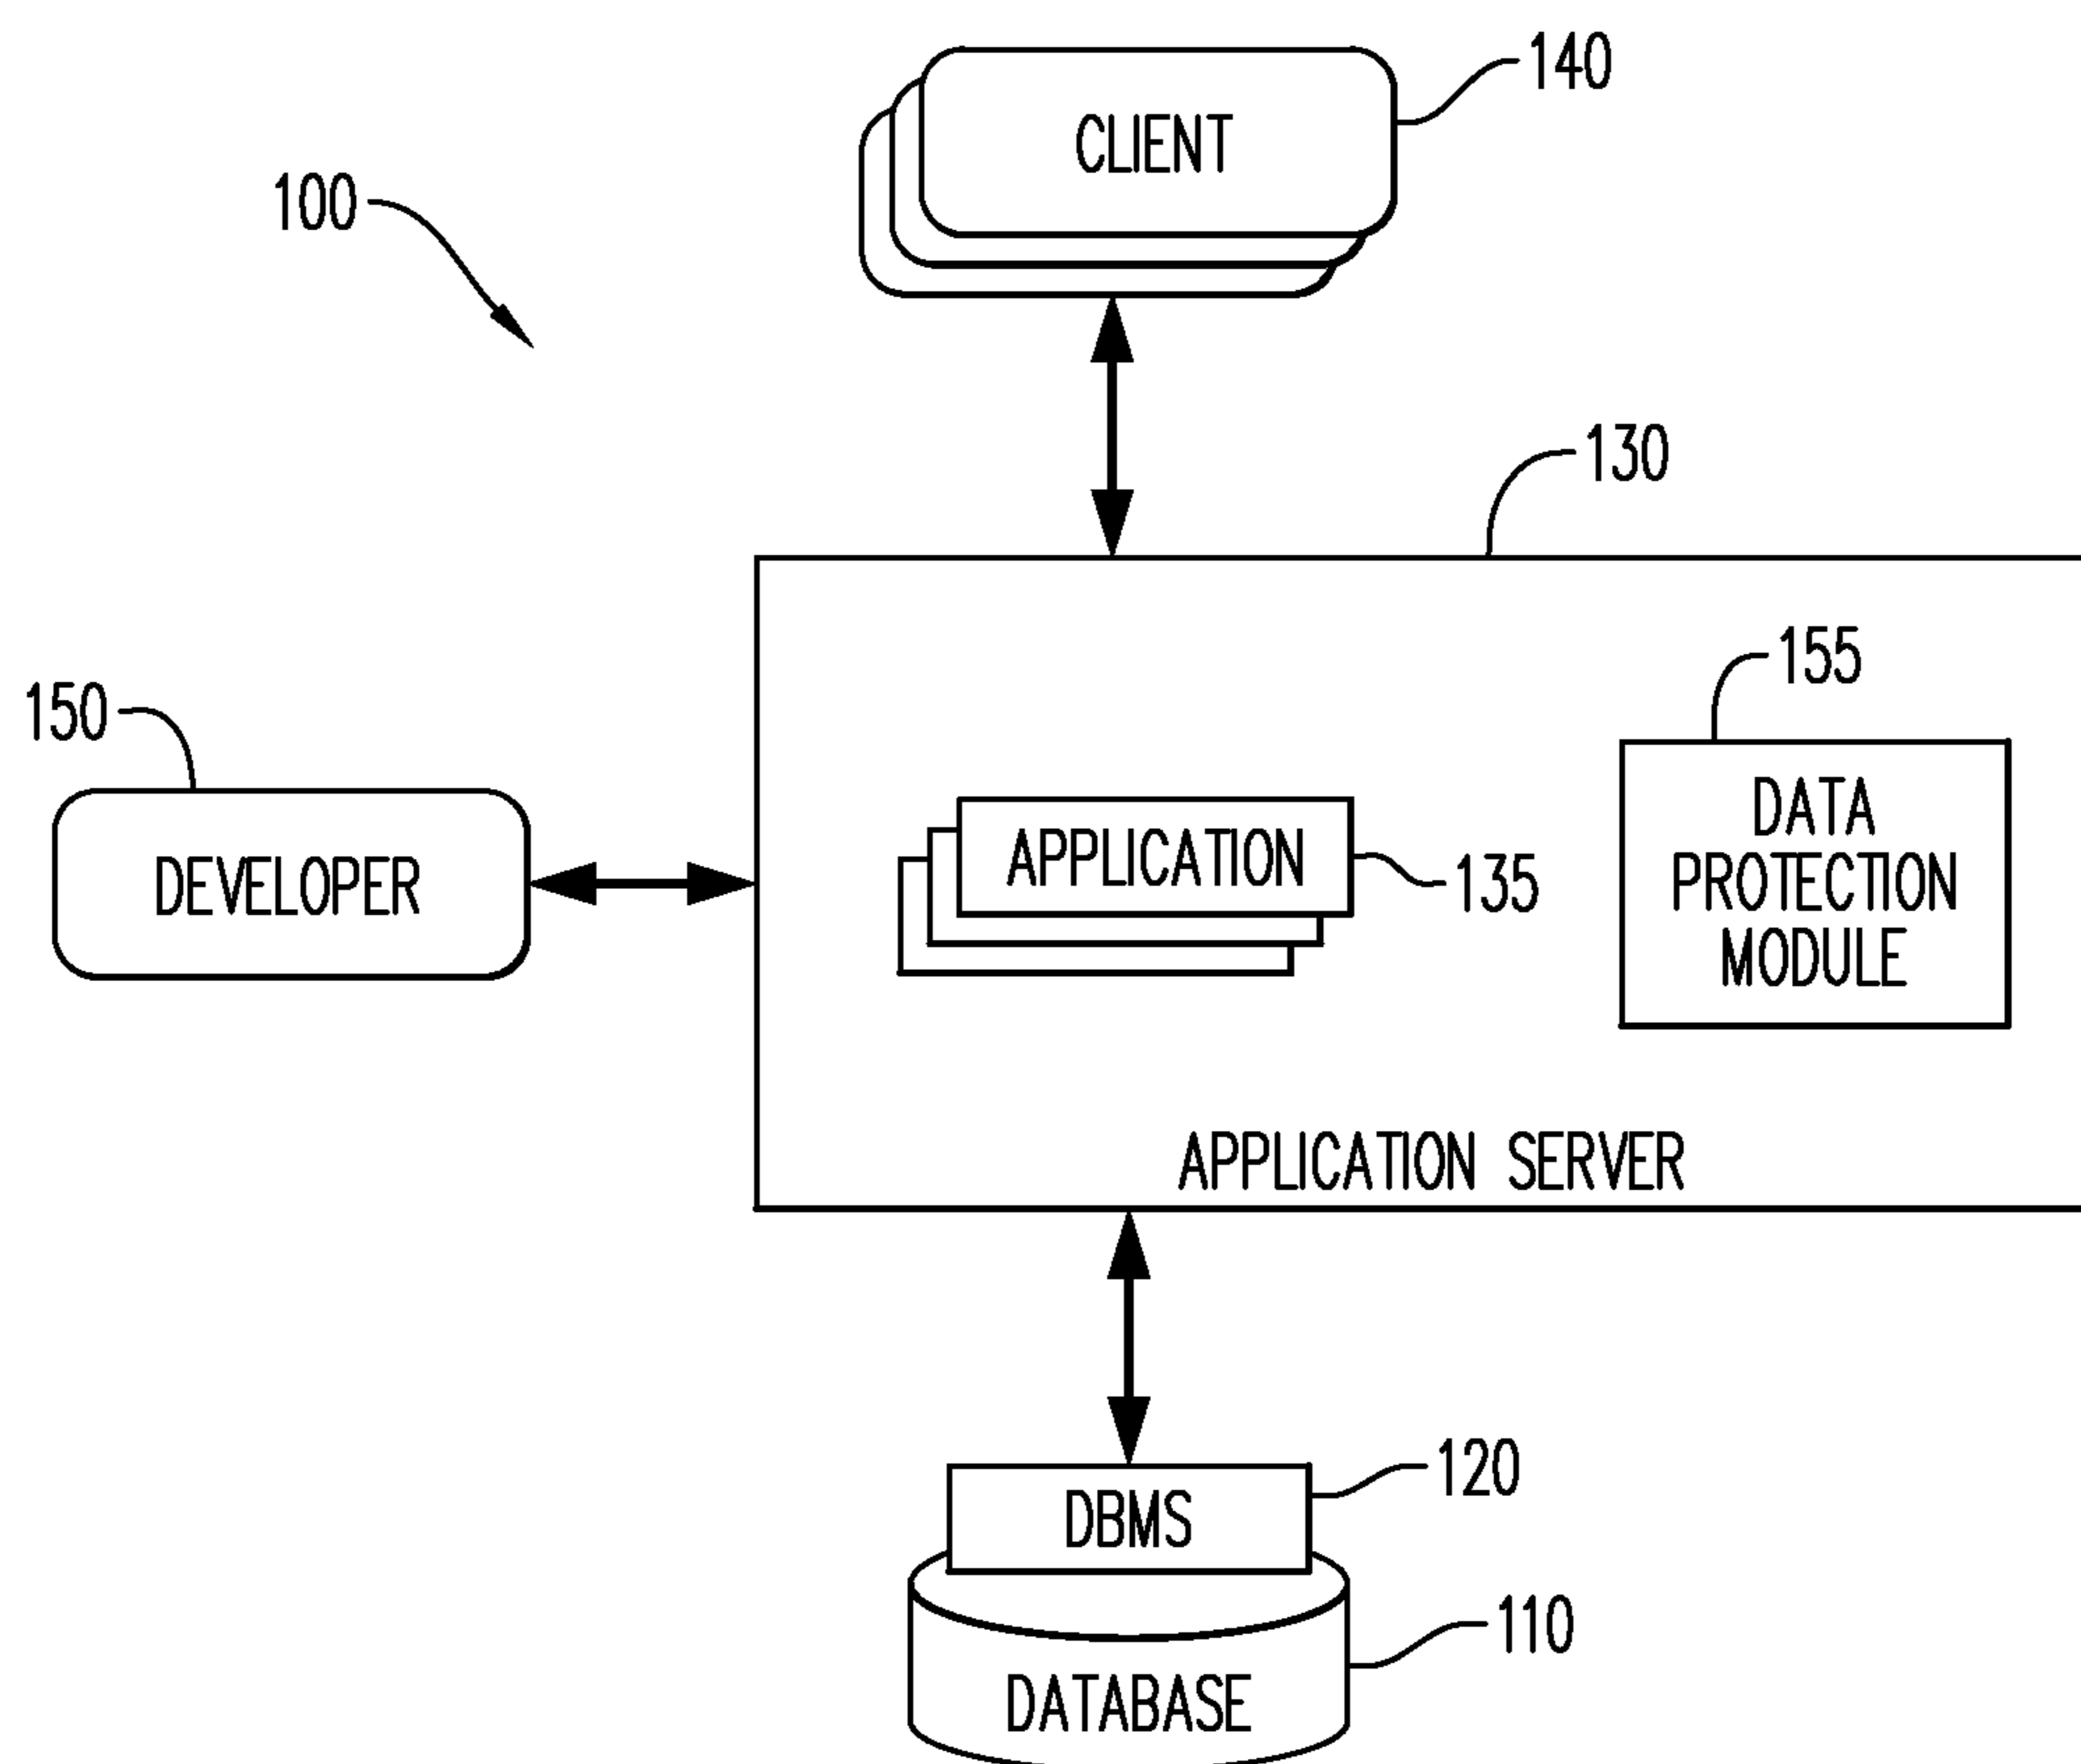 140
CLIENT
100
130
155
150
DATA
PROTECTION
MODULE
APPLICATION
135
DEVELOPER
APPLICATION SERVER
120
DBMS
110
DATABASE